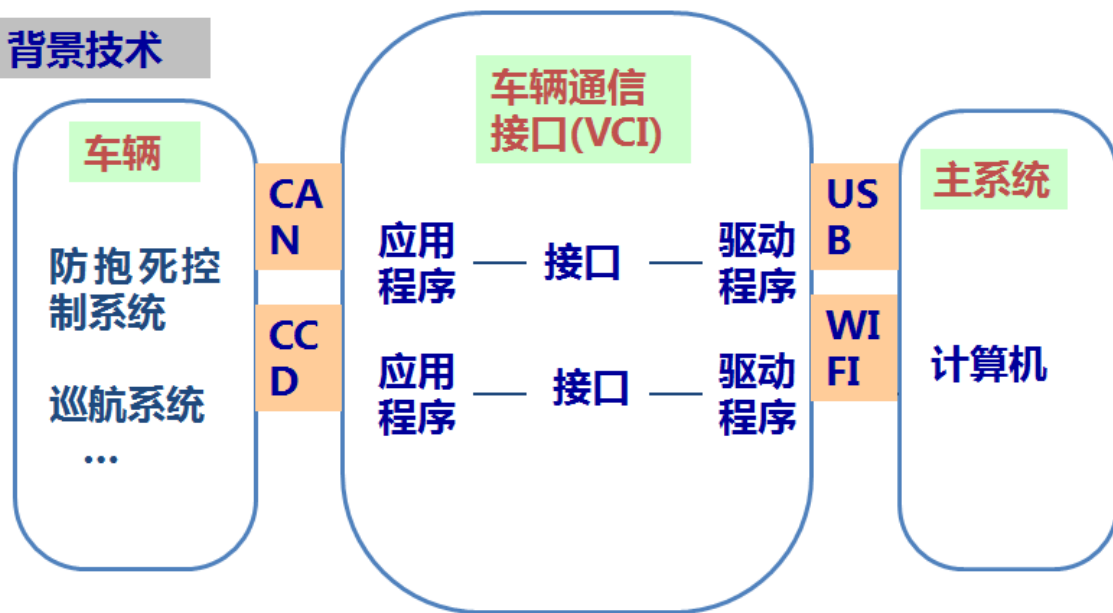 背景技术
车辆
防抱死控
制系统
巡航系统
...
CA
N
CC
D
车辆通信
接口(VCI)
应用
程序
接口
驱动
程序
应用
程序
接口
驱动
程序
US
B
WI
FI
主系统
计算机